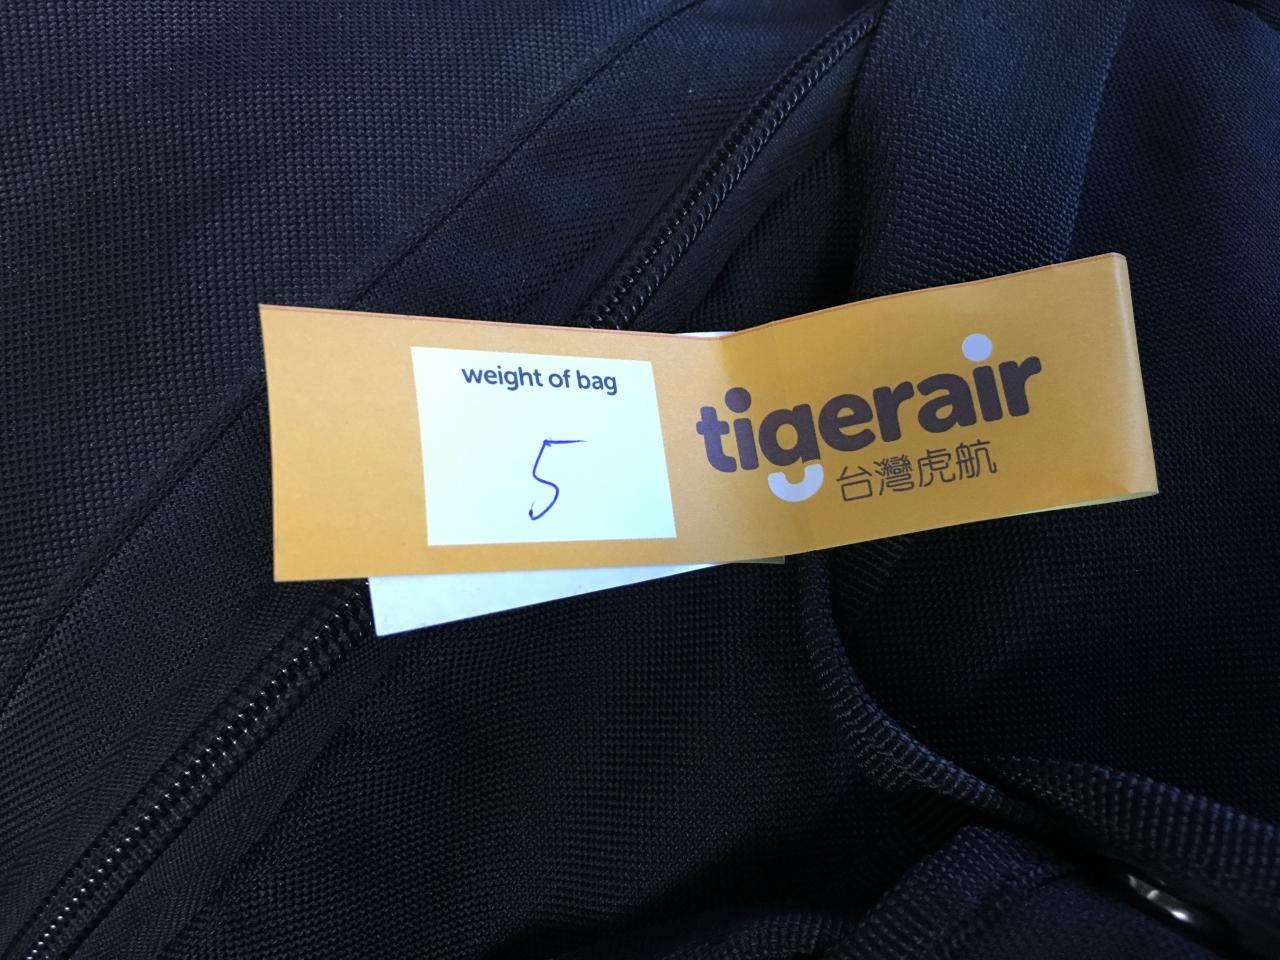 weight of bag
5
tigerair
台灣虎航